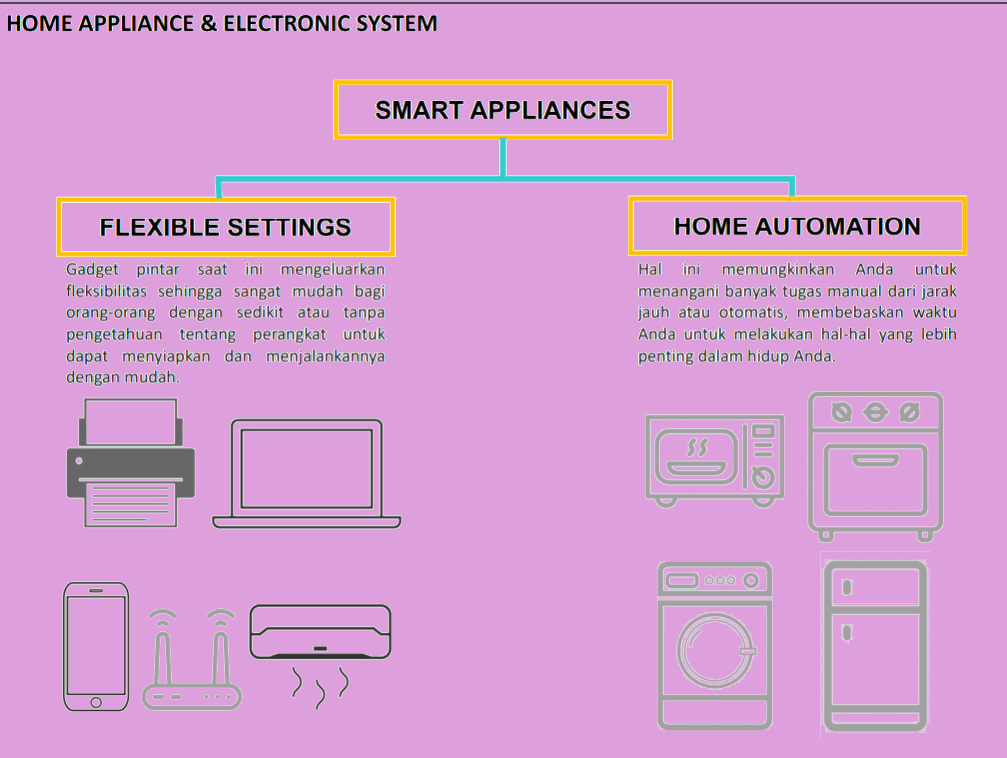 HOME APPLIANCE & ELECTRONIC SYSTEM
SMART APPLIANCES
FLEXIBLE SETTINGS
Gadget pintar saat ini mengeluarkan
fleksibilitas sehingga sangat mudah bagi
orang-orang dengan sedikit atau tanpa
pengetahuan tentang perangkat untuk
dapat menyiapkan dan menjalankannya
dengan mudah.
HOME AUTOMATION
Hal ini memungkinkan Anda untuk
menangani banyak tugas manual dari jarak
jauh atau otomatis, membebaskan waktu
Anda untuk melakukan hal-hal yang lebih
penting dalam hidup Anda.